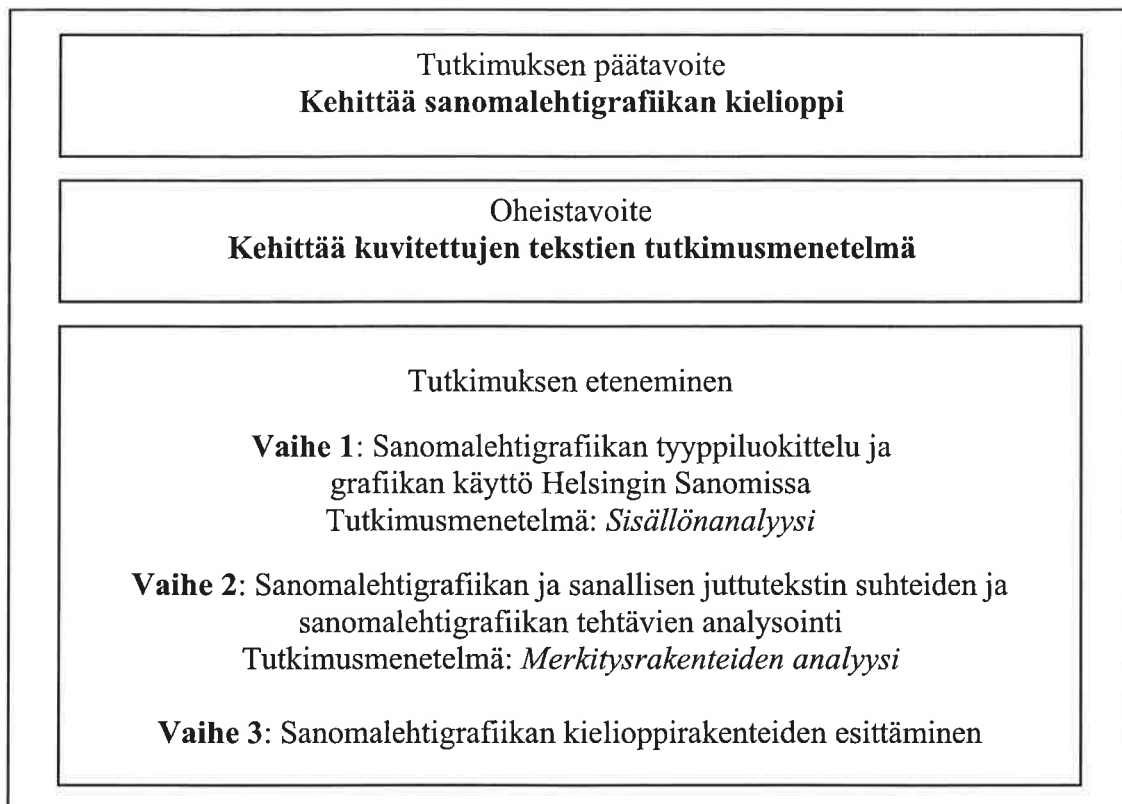 Tutkimuksen päätavoite
Kehittää sanomalehtigrafiikan kielioppi
Oheistavoite
Kehittää kuvitettujen tekstien tutkimusmenetelmä
Tutkimuksen eteneminen
Vaihe 1: Sanomalehtigrafiikan tyyppiluokittelu ja
grafiikan käyttö Helsingin Sanomissa
Tutkimusmenetelmä: Sisällönanalyysi
Vaihe 2: Sanomalehtigrafiikan ja sanallisen juttutekstin suhteiden ja
sanomalehtigrafiikan tehtävien analysointi
Tutkimusmenetelmä: Merkitysrakenteiden analyysi
Vaihe 3: Sanomalehtigrafiikan kielioppirakenteiden esittäminen